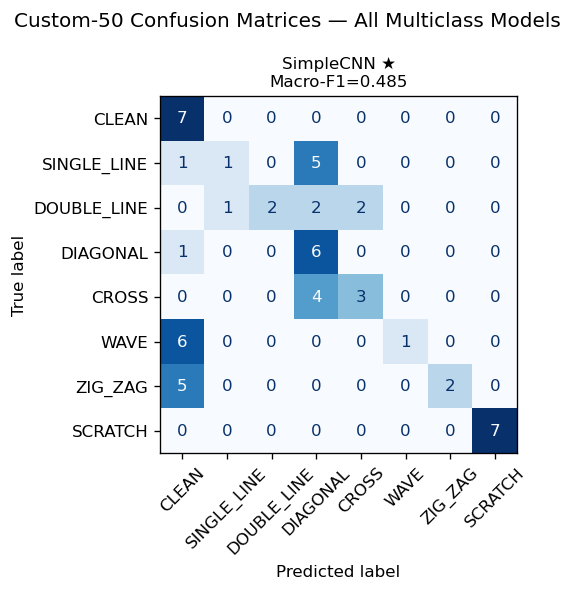 Custom-50 Confusion Matrices — All Multiclass Models
SimpleCNN ★
Macro-F1=0.485
True label
CLEAN 7 0 0 0 0 0 0 0
SINGLE_LINE 1 1 0 5 0 0 0 0
DOUBLE_LINE 0 1 2 2 2 0 0 0
DIAGONAL 1 0 0 6 0 0 0 0
CROSS 0 0 0 4 3 0 0 0
WAVE 6 0 0 0 0 1 0 0
ZIG_ZAG 5 0 0 0 0 0 2 0
SCRATCH 0 0 0 0 0 0 0 7
CLEAN SINGLE_LINE DOUBLE_LINE DIAGONAL CROSS WAVE ZIG_ZAG SCRATCH
Predicted label